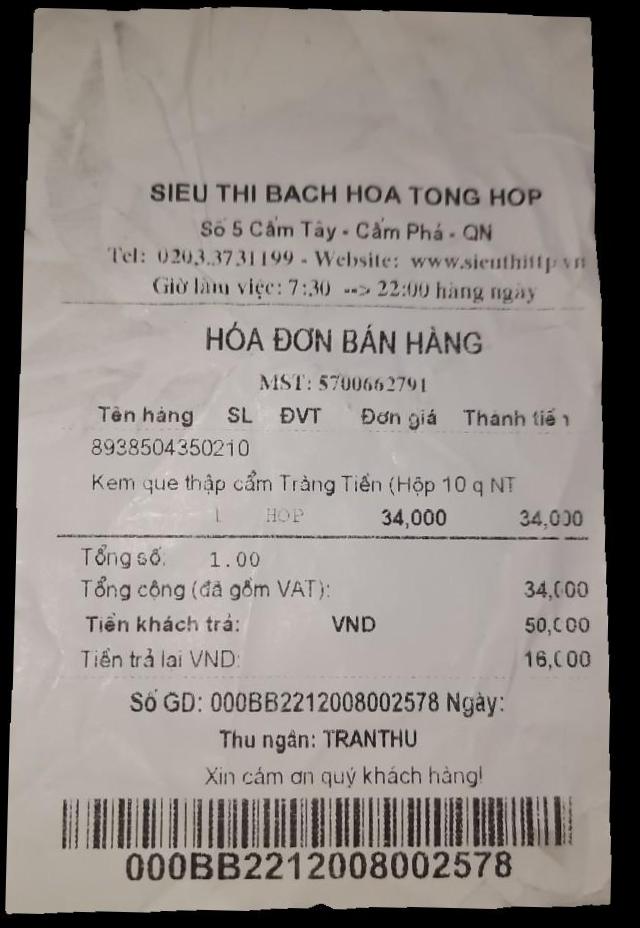 SIEU THI BACH HOA TONG HOP
Số 5 Cẩm Tây - Cẩm Phả - QN
Tel: 0203.3731199 - Website: www.sieuthittp.vn
Giờ làm việc: 7:30 --> 22:00 hàng ngày
HÓA ĐƠN BÁN HÀNG
MST: 5700662791
Tên hàng SL ĐVT Đơn giá Thành tiền
8938504350210
Kem que thập cẩm Tràng Tiền (Hộp 10 q NT
1 HOP 34,000 34,000
Tổng số: 1.00
Tổng cộng (đã gồm VAT): 34,000
Tiền khách trả: VND 50,000
Tiền trả lại VND: 16,000
Số GD: 000BB2212008002578 Ngày:
Thu ngân: TRANTHU
Xin cám ơn quý khách hàng!
000BB2212008002578